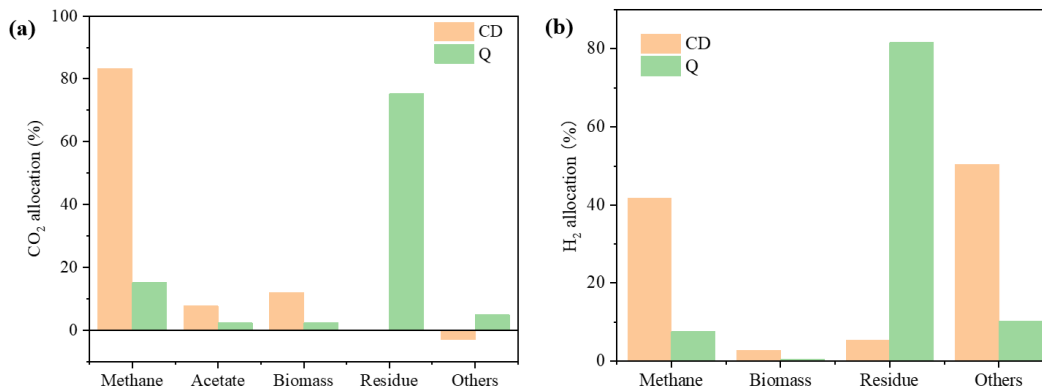 (a)
CD
Q
CO₂ allocation (%)
100
80
60
40
20
0
Methane Acetate Biomass Residue Others
(b)
CD
Q
H₂ allocation (%)
80
60
40
20
0
Methane Biomass Residue Others